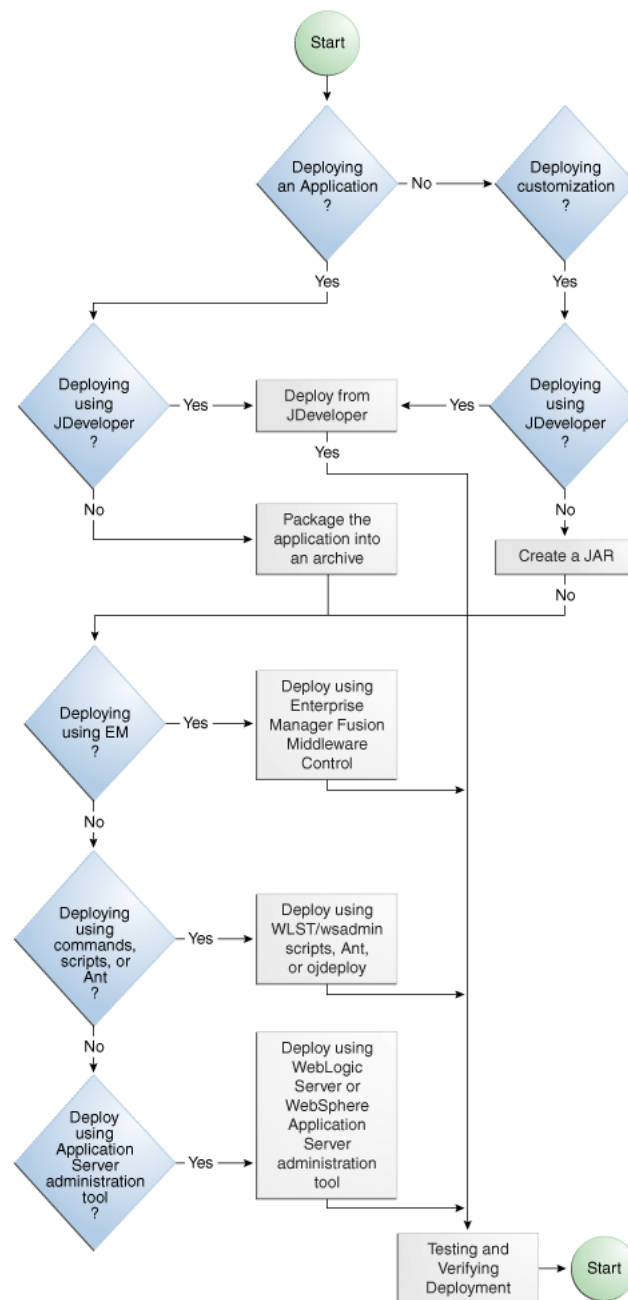 Start
Deploying
an Application
?
No
Deploying
customization
?
Yes
Yes
Deploying
using
JDeveloper
?
Yes
Deploy from
JDeveloper
Yes
Deploying
using
JDeveloper
?
Yes
No
No
Package the
application into
an archive
Create a JAR
No
Deploying
using EM
?
Yes
Deploy using
Enterprise
Manager Fusion
Middleware
Control
No
Deploying
using
commands,
scripts, or
Ant
?
Yes
Deploy using
WLST/wsadmin
scripts, Ant,
or ojdeploy
No
Deploy
using
Application
Server
administration
tool
?
Yes
Deploy using
WebLogic
Server or
WebSphere
Application
Server
administration
tool
Testing and
Verifying
Deployment
Start